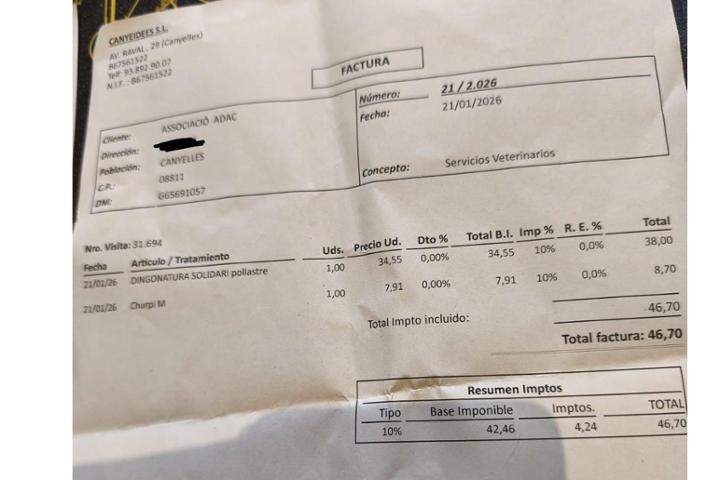 CANYEIDEES S.L.
AV. RAVAL , 29 (Canyelles)
B67561522
Telf: 93.892.90.07
N.I.F. : B67561522
FACTURA
Número: 21 / 2.026
Fecha: 21/01/2026
Concepto: Servicios Veterinarios
Cliente: ASSOCIACIÓ ADAC
Dirección:
Población: CANYELLES
C.P.: 08811
DNI: G65691057
Nro. Visita: 31.694
Fecha Artículo / Tratamiento Uds. Precio Ud. Dto % Total B.I. Imp % R. E. % Total
21/01/26 DINGONATURA SOLIDARI pollastre 1,00 34,55 0,00% 34,55 10% 0,0% 38,00
21/01/26 Churpi M 1,00 7,91 0,00% 7,91 10% 0,0% 8,70
Total Impto incluido: 46,70
Total factura: 46,70
Resumen Imptos
Tipo Base Imponible Imptos. TOTAL
10% 42,46 4,24 46,70